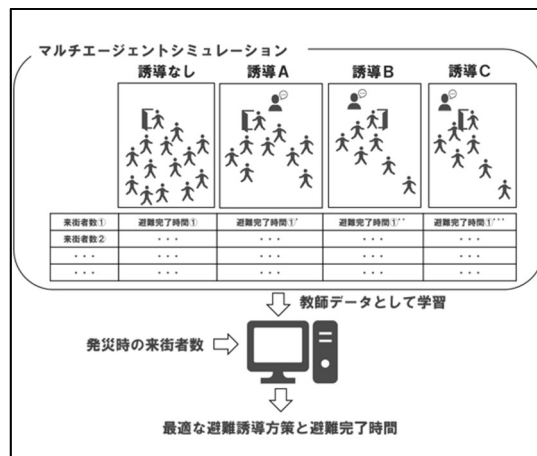 マルチエージェントシミュレーション
誘導なし 誘導A 誘導B 誘導C
来街者数① 避難完了時間① 避難完了時間①' 避難完了時間①'' 避難完了時間①'''
来街者数② ・・・ ・・・ ・・・ ・・・
・・・ ・・・ ・・・ ・・・ ・・・
・・・ ・・・ ・・・ ・・・ ・・・
教師データとして学習
発災時の来街者数
最適な避難誘導方策と避難完了時間